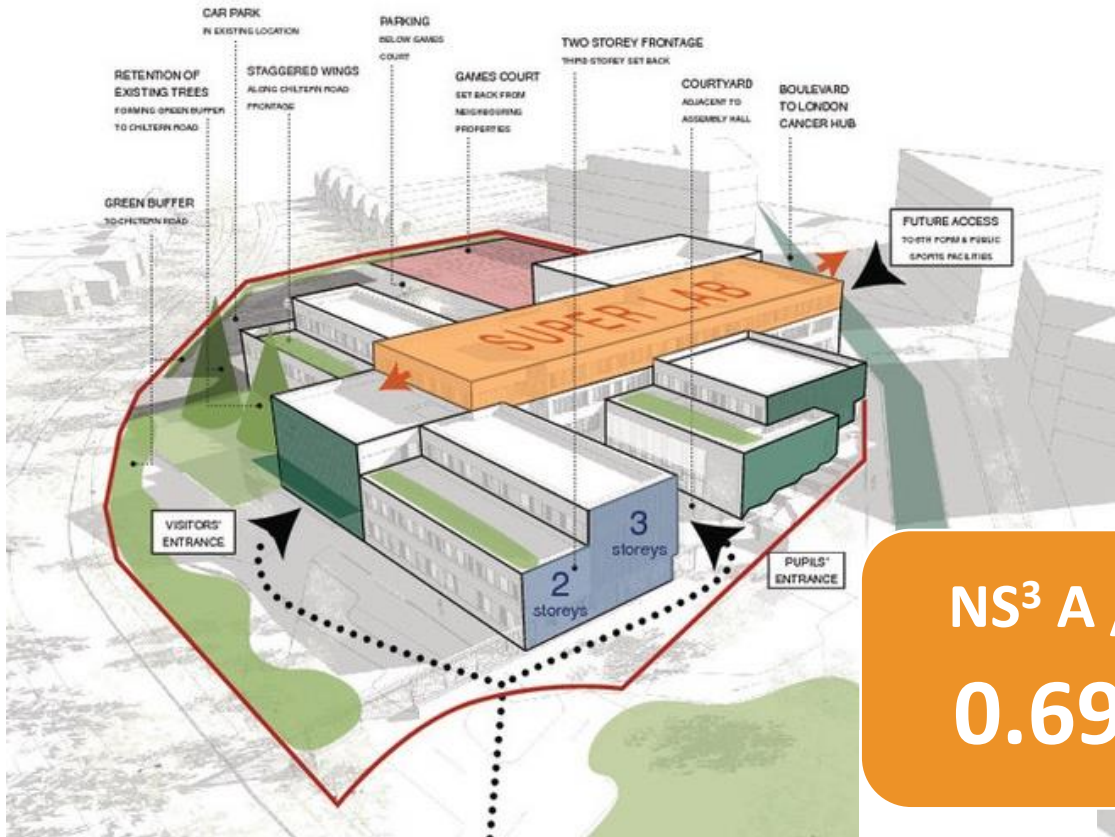 CAR PARK
IN EXISTING LOCATION
PARKING
BELOW GAMES
COURT
TWO STOREY FRONTAGE
THIRD STOREY SET BACK
RETENTION OF
EXISTING TREES
FORMING GREEN BUFFER
TO CHILTERN ROAD
STAGGERED WINGS
ALONG CHILTERN ROAD
FRONTAGE
GAMES COURT
SET BACK FROM
NEIGHBOURING
PROPERTIES
COURTYARD
ADJACENT TO
ASSEMBLY HALL
BOULEVARD
TO LONDON
CANCER HUB
GREEN BUFFER
TO CHILTERN ROAD
FUTURE ACCESS
TO 6TH FORM & PUBLIC
SPORTS FACILITIES
SUPER LAB
VISITORS'
ENTRANCE
3
storeys
2
storeys
PUPILS'
ENTRANCE
NS³ A
0.69